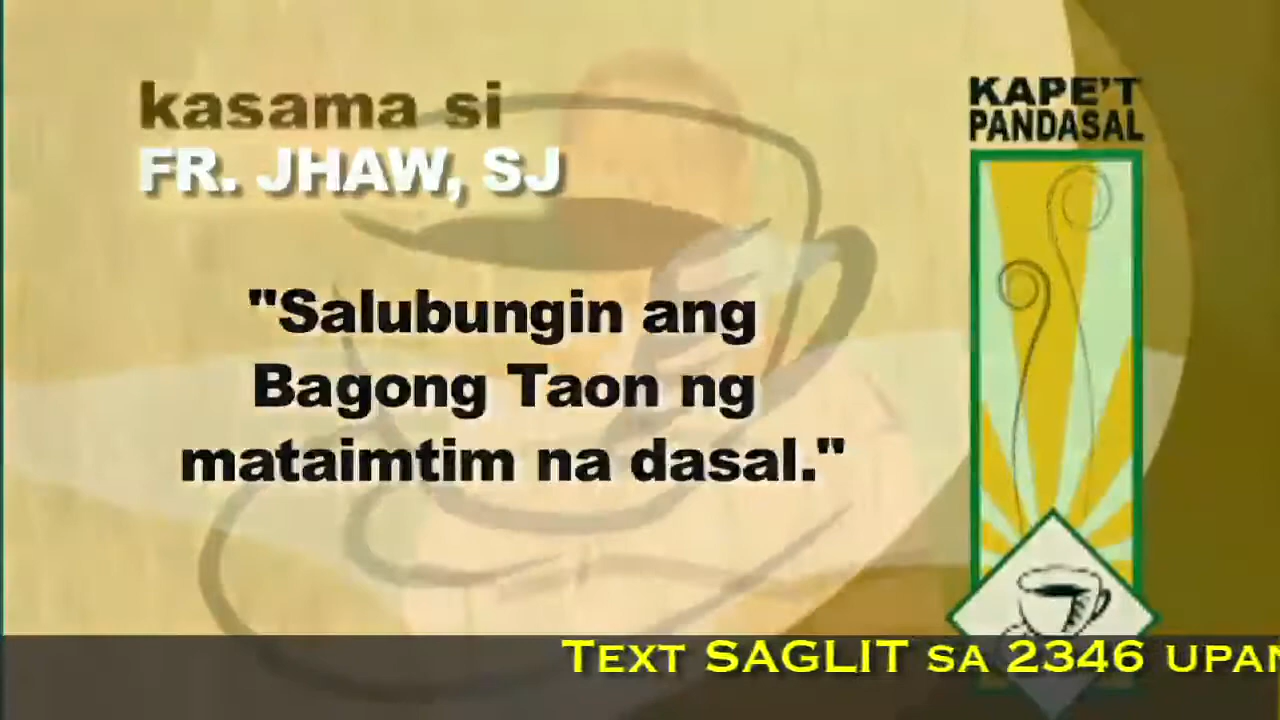 kasama si
FR. JHAW, SJ
KAPE'T
PANDASAL
"Salubungin ang
Bagong Taon ng
mataimtim na dasal."
TEXT SAGLIT SA 2346 UPAN